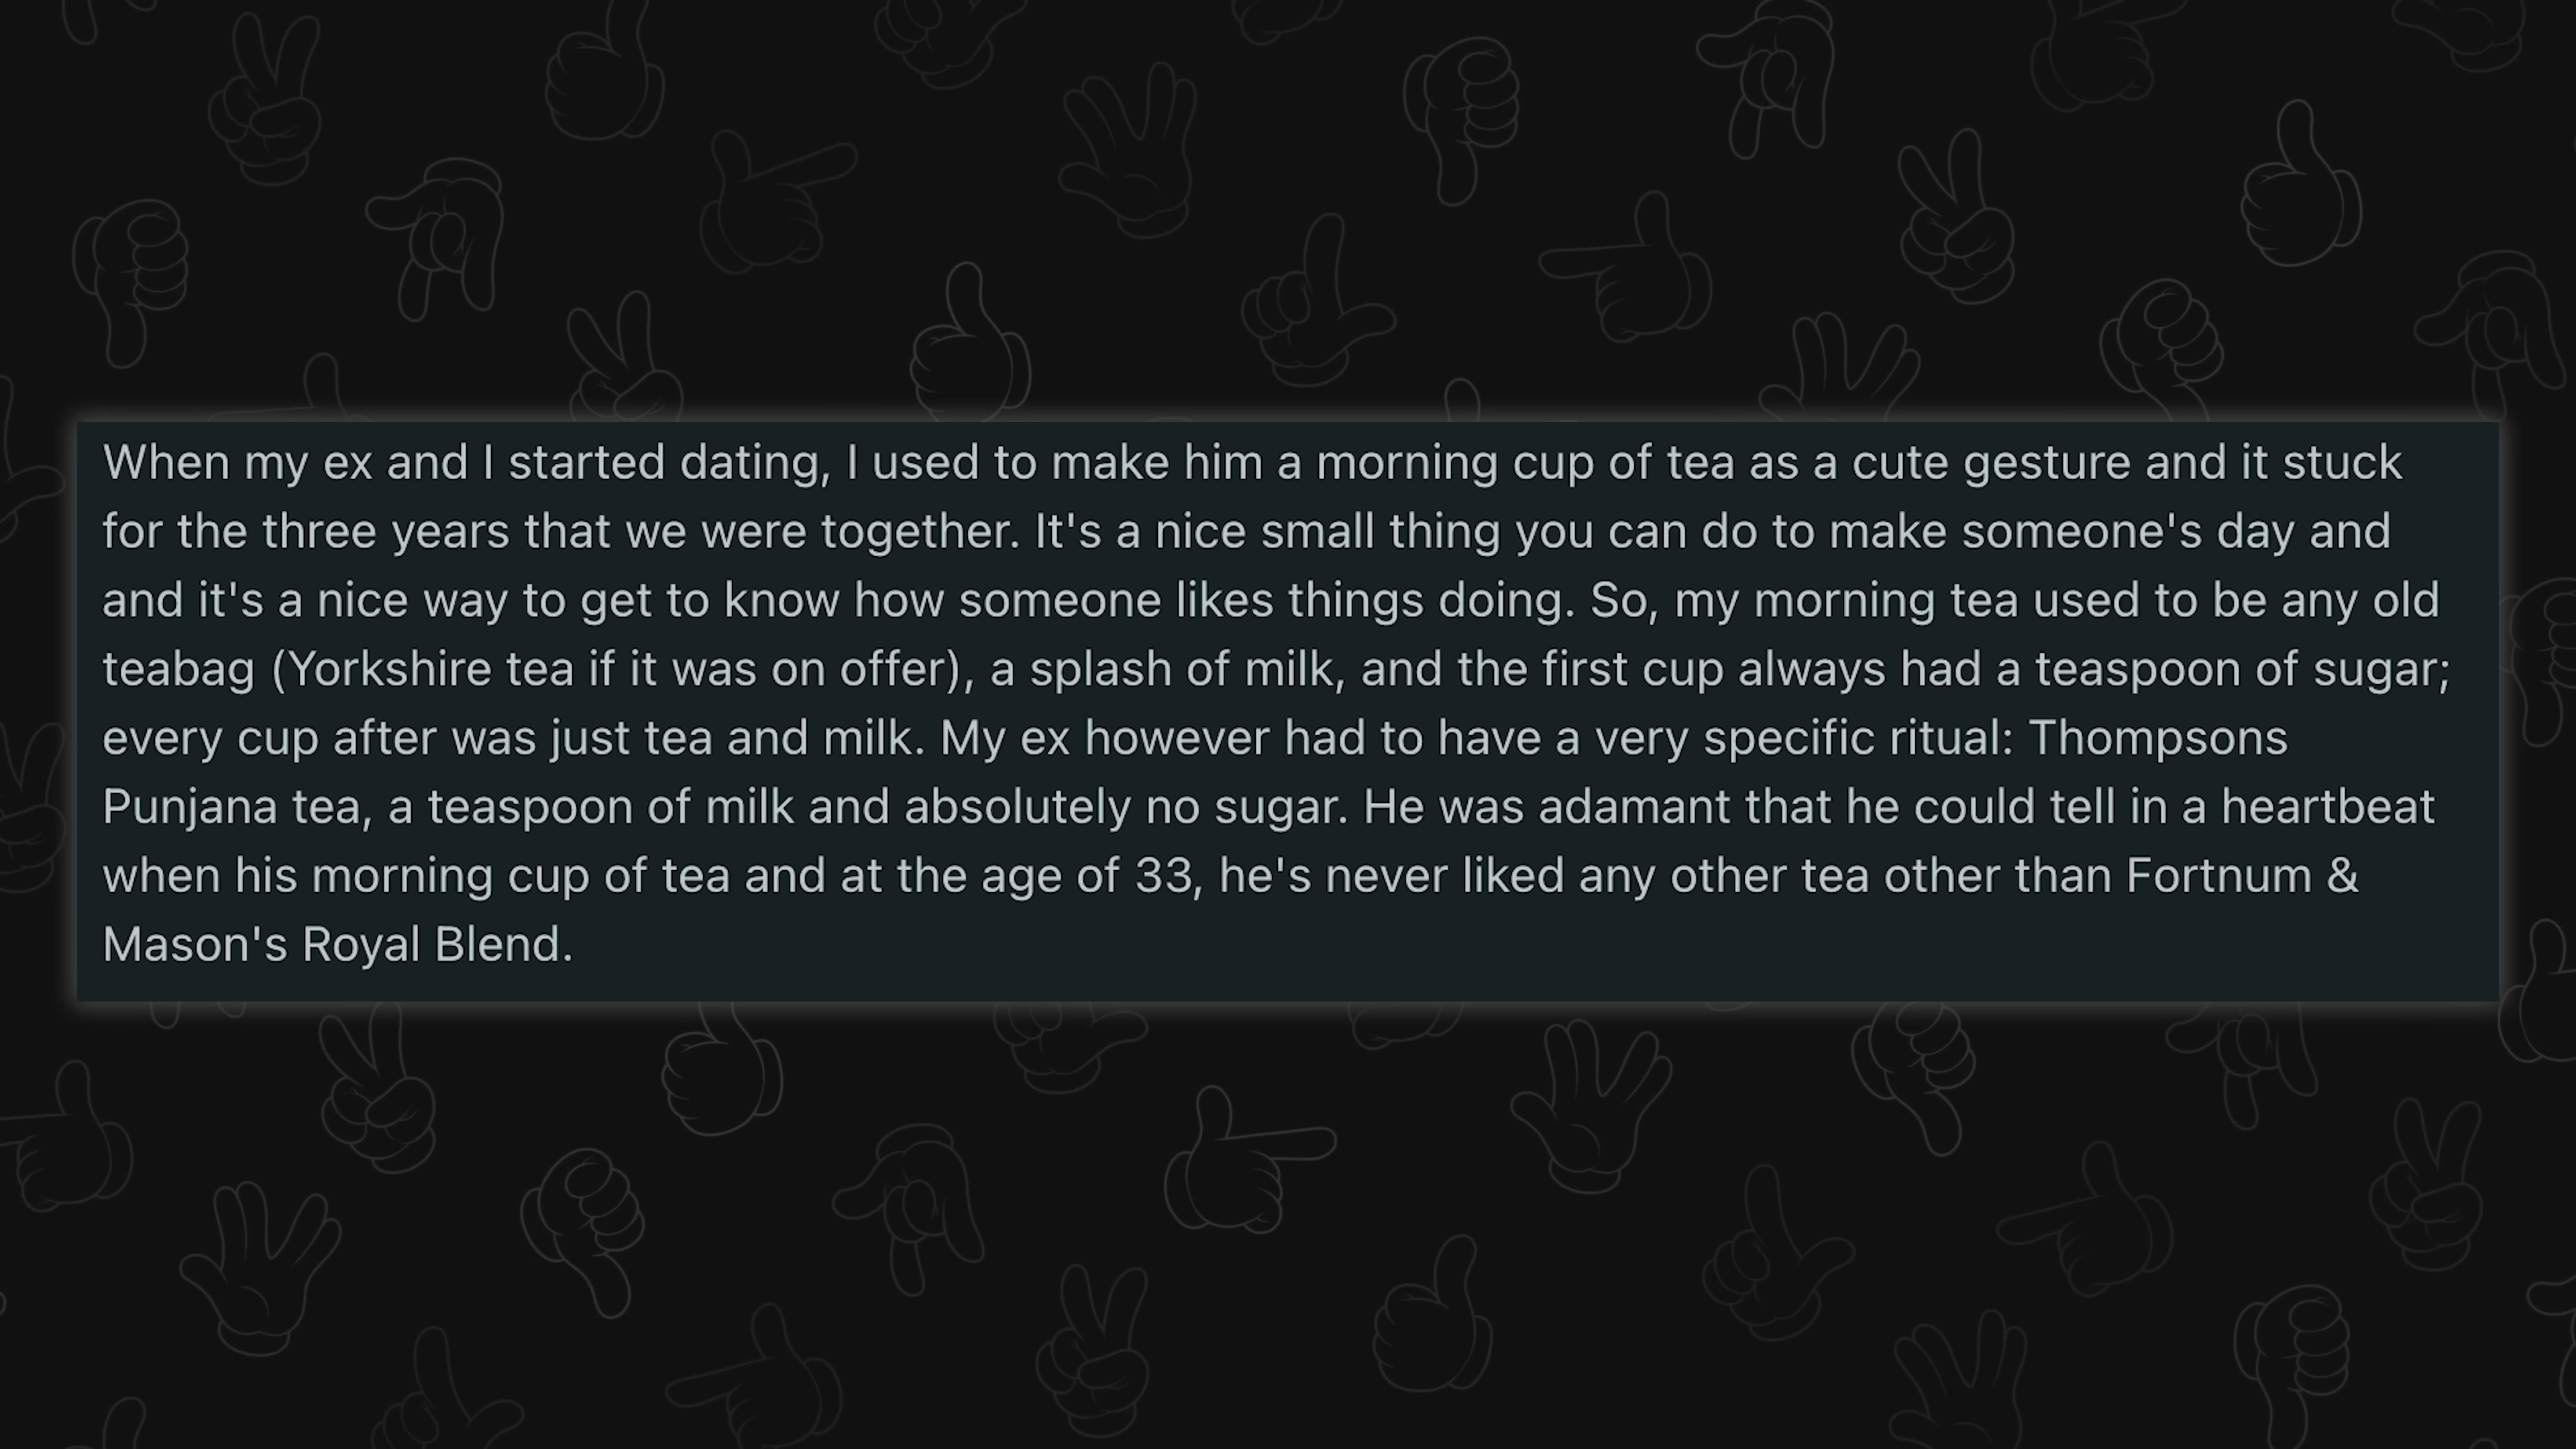 When my ex and I started dating, I used to make him a morning cup of tea as a cute gesture and it stuck
for the three years that we were together. It's a nice small thing you can do to make someone's day and
and it's a nice way to get to know how someone likes things doing. So, my morning tea used to be any old
teabag (Yorkshire tea if it was on offer), a splash of milk, and the first cup always had a teaspoon of sugar;
every cup after was just tea and milk. My ex however had to have a very specific ritual: Thompsons
Punjana tea, a teaspoon of milk and absolutely no sugar. He was adamant that he could tell in a heartbeat
when his morning cup of tea and at the age of 33, he's never liked any other tea other than Fortnum &
Mason's Royal Blend.